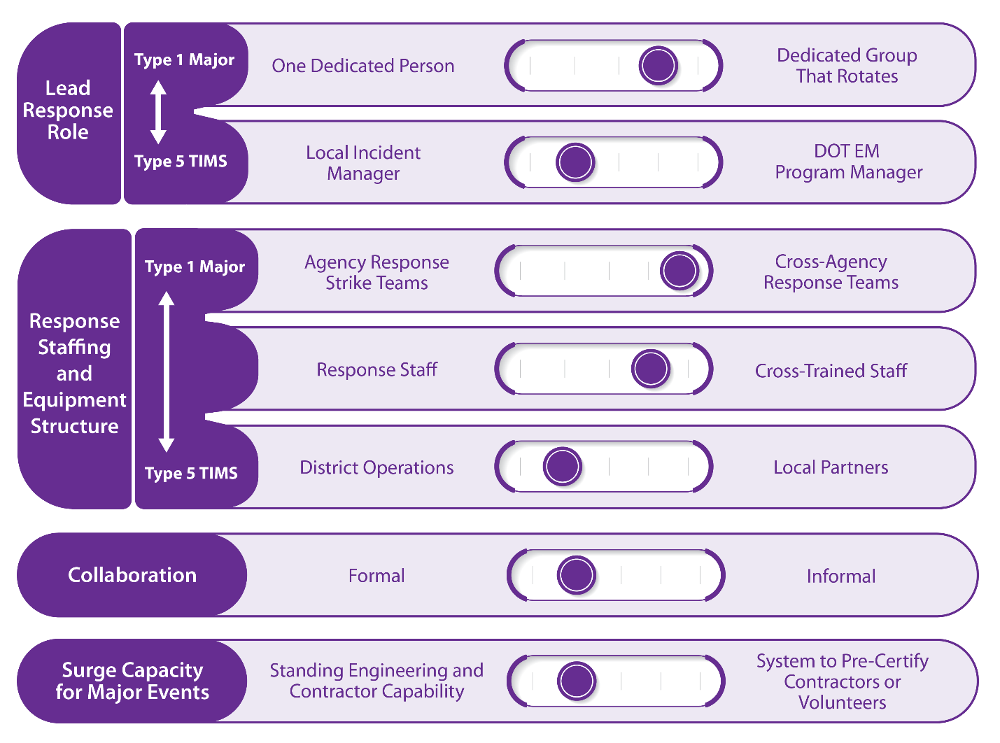 Lead
Response
Role
Type 1 Major
Type 5 TIMS
One Dedicated Person
Dedicated Group
That Rotates
Local Incident
Manager
DOT EM
Program Manager
Response
Staffing
and
Equipment
Structure
Type 1 Major
Type 5 TIMS
Agency Response
Strike Teams
Cross-Agency
Response Teams
Response Staff
Cross-Trained Staff
District Operations
Local Partners
Collaboration
Formal
Informal
Surge Capacity
for Major Events
Standing Engineering and
Contractor Capability
System to Pre-Certify
Contractors or
Volunteers